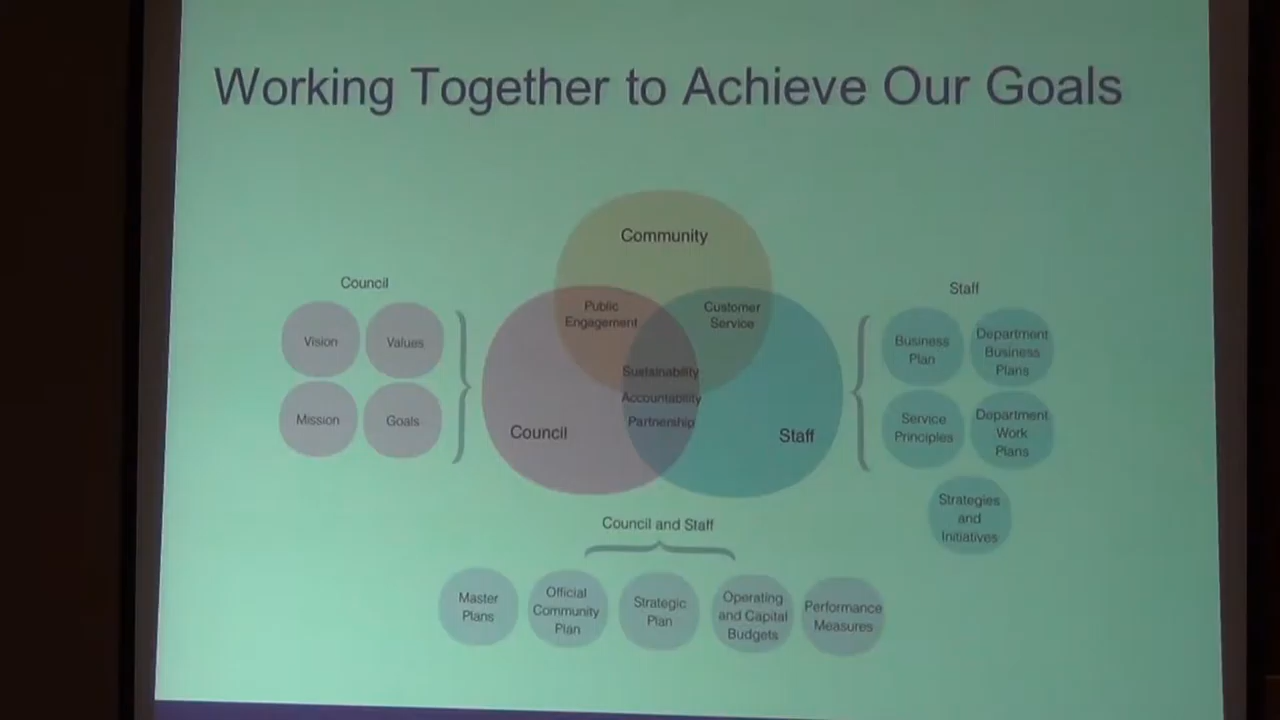 Working Together to Achieve Our Goals
Community
Council
Vision
Values
Mission
Goals
Public
Engagement
Customer
Service
Sustainability
Accountability
Partnership
Council
Staff
Staff
Business
Plan
Department
Business
Plans
Service
Principles
Department
Work
Plans
Strategies
and
Initiatives
Council and Staff
Master
Plans
Official
Community
Plan
Strategic
Plan
Operating
and Capital
Budgets
Performance
Measures